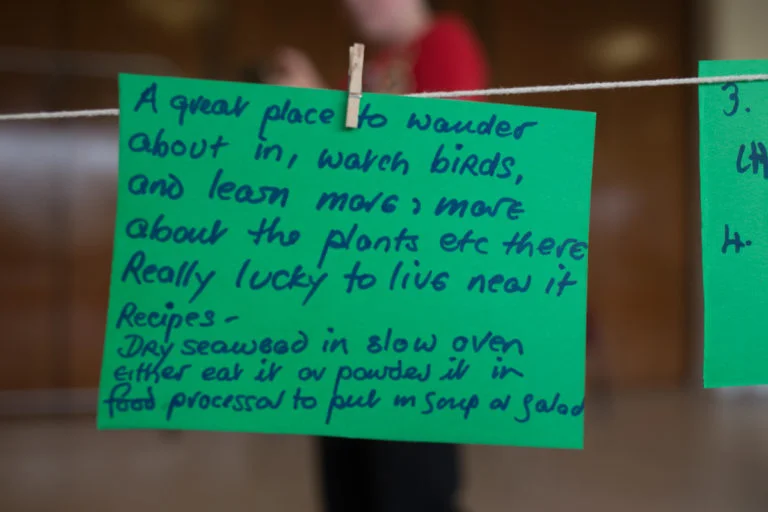 A great place to wander
about in, watch birds,
and learn more, more
about the plants etc there
Really lucky to live near it
Recipes -
Dry seaweed in slow oven
either eat it or powder it in
food processor to put in soup or salad
3.
4.